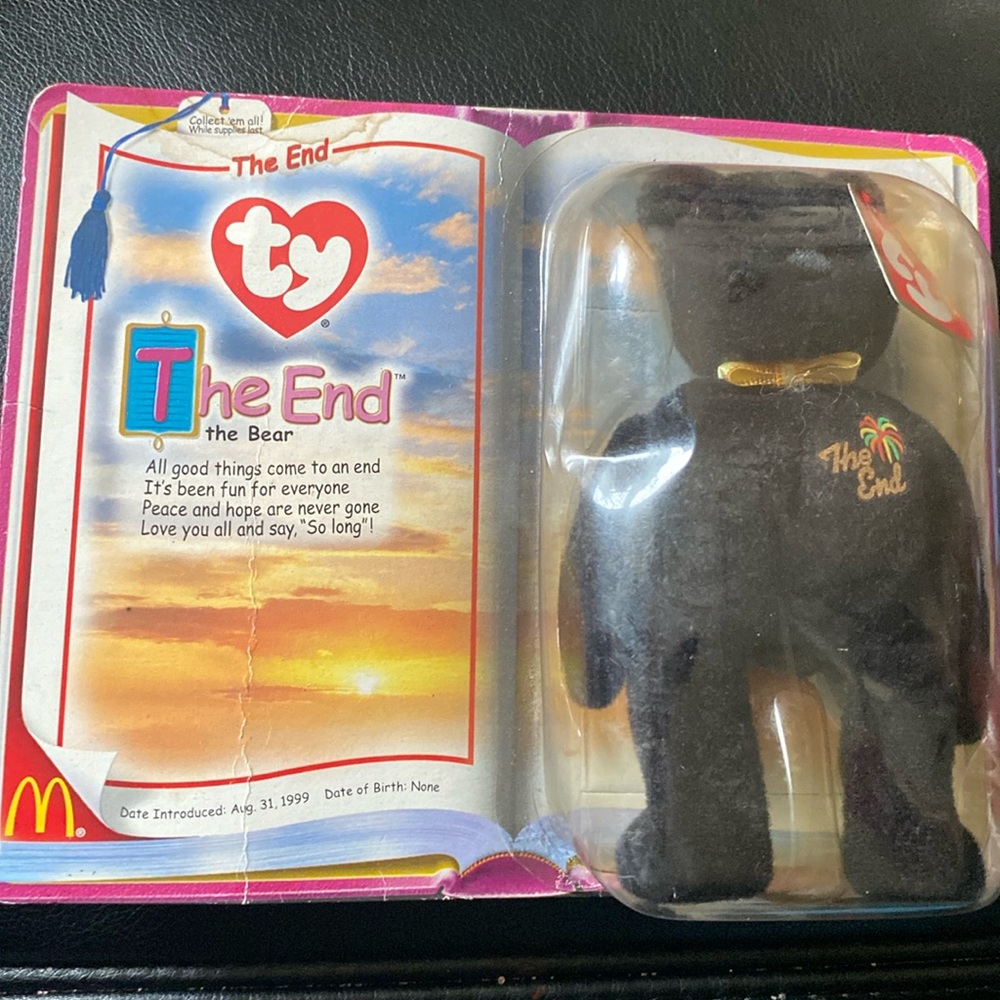 Collect 'em all!
While supplies last
The End
ty
®
The End™
the Bear
All good things come to an end
It's been fun for everyone
Peace and hope are never gone
Love you all and say, "So long"!
Date Introduced: Aug. 31, 1999 Date of Birth: None
M®
ty
The
End